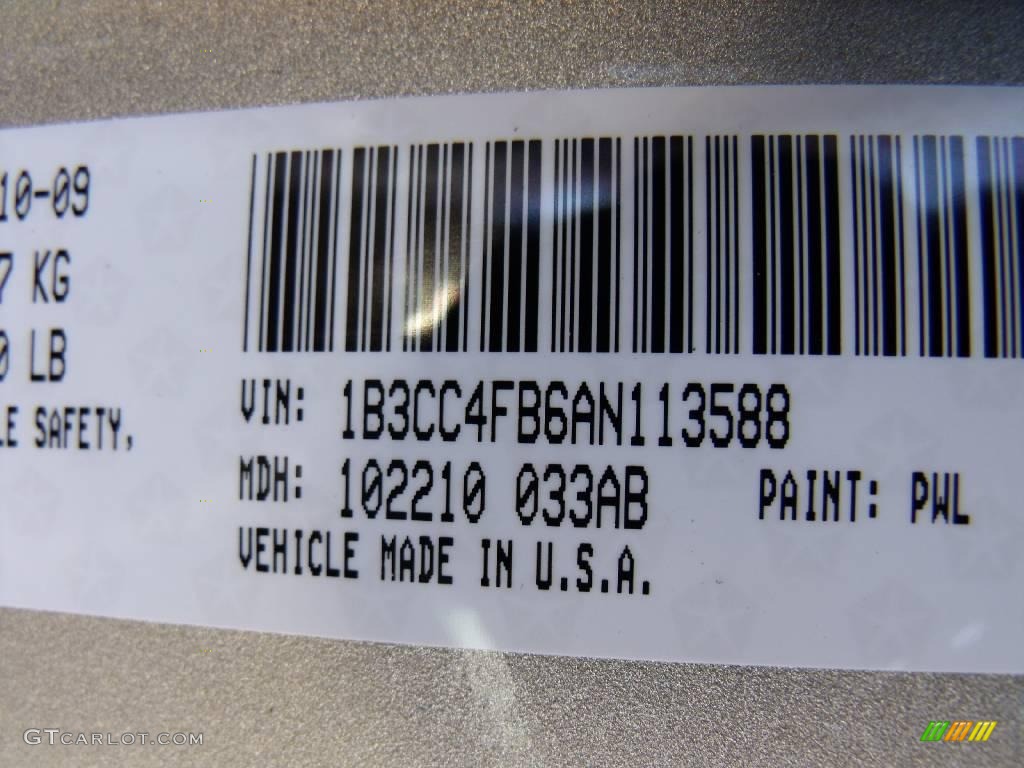 10-09
7 KG
0 LB
LE SAFETY,
VIN: 1B3CC4FB6AN113588
MDH: 102210 033AB PAINT: PWL
VEHICLE MADE IN U.S.A.
GTCARLOT.COM